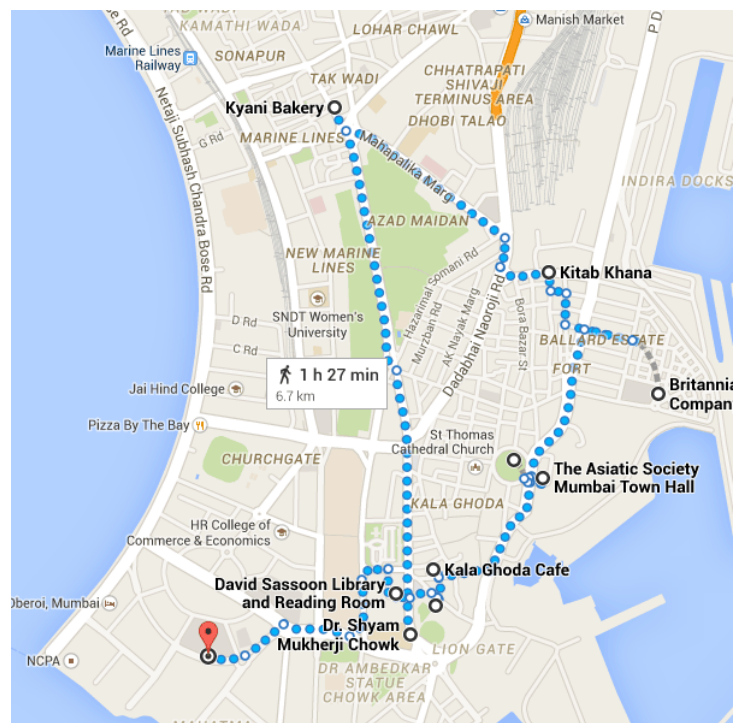 KAMATHI WADA
LOHAR CHAWL
Manish Market
Marine Lines
Railway
SONAPUR
TAK WADI
CHHATRAPATI
SHIVAJI
TERMINUS AREA
DHOBI TALAO
Kyani Bakery
G Rd
MARINE LINES
Mahapalika Marg
Netaji Subhash Chandra Bose Rd
INDIRA DOCKS
AZAD MAIDAN
NEW MARINE
LINES
Hazarimal Somani Rd
Murzban Rd
AK Nayak Marg
Dadabhai Naoroji Rd
Bora Bazar St
Kitab Khana
SNDT Women's
University
D Rd
C Rd
BALLARD ESTATE
FORT
1 h 27 min
6.7 km
Jai Hind College
Britannia
Compan
Pizza By The Bay
St Thomas
Cathedral Church
CHURCHGATE
The Asiatic Society
Mumbai Town Hall
KALA GHODA
HR College of
Commerce & Economics
Kala Ghoda Cafe
David Sassoon Library
and Reading Room
Oberoi, Mumbai
Dr. Shyam
Mukherji Chowk
LION GATE
NCPA
DR AMBEDKAR
STATUE
CHOWK AREA